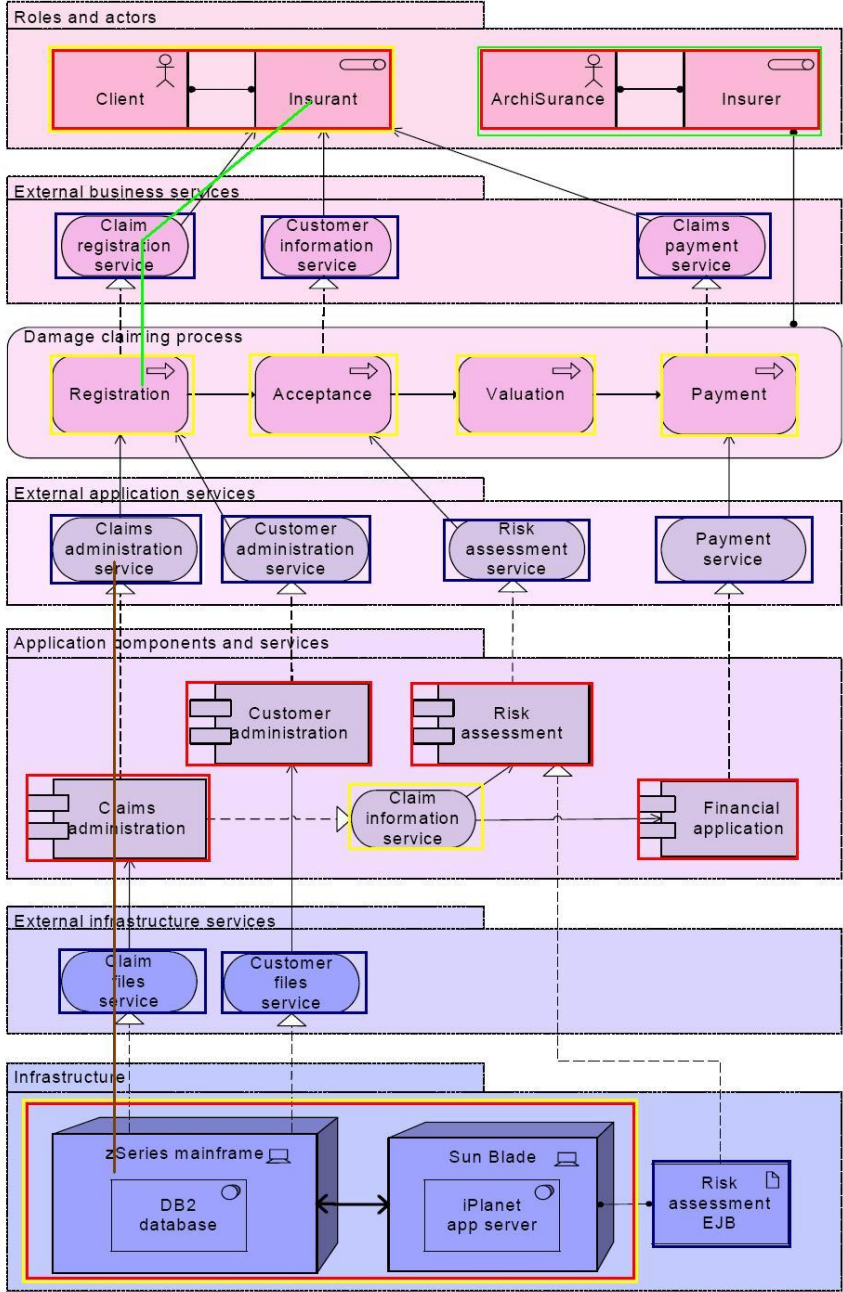 Roles and actors
Client
Insurant
ArchiSurance
Insurer
External business services
Claim
registration
service
Customer
information
service
Claims
payment
service
Damage claiming process
Registration
Acceptance
Valuation
Payment
External application services
Claims
administration
service
Customer
administration
service
Risk
assessment
service
Payment
service
Application components and services
Customer
administration
Risk
assessment
Claims
administration
Claim
information
service
Financial
application
External infrastructure services
Claim
files
service
Customer
files
service
Infrastructure
zSeries mainframe
DB2
database
Sun Blade
iPlanet
app server
Risk
assessment
EJB